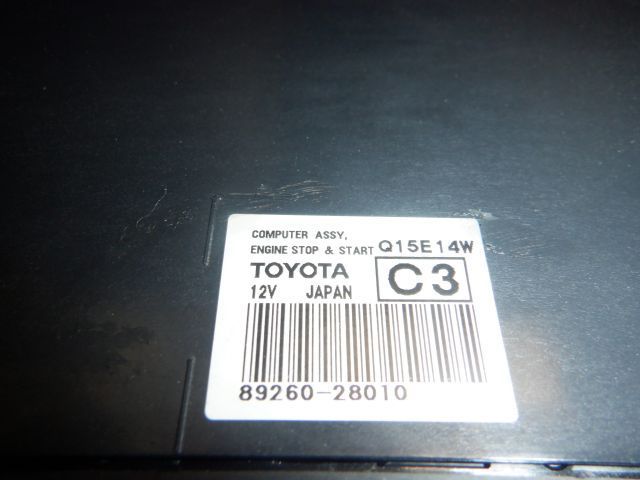 COMPUTER ASSY,
ENGINE STOP & START Q15E14W
TOYOTA C3
12V JAPAN
89260-28010